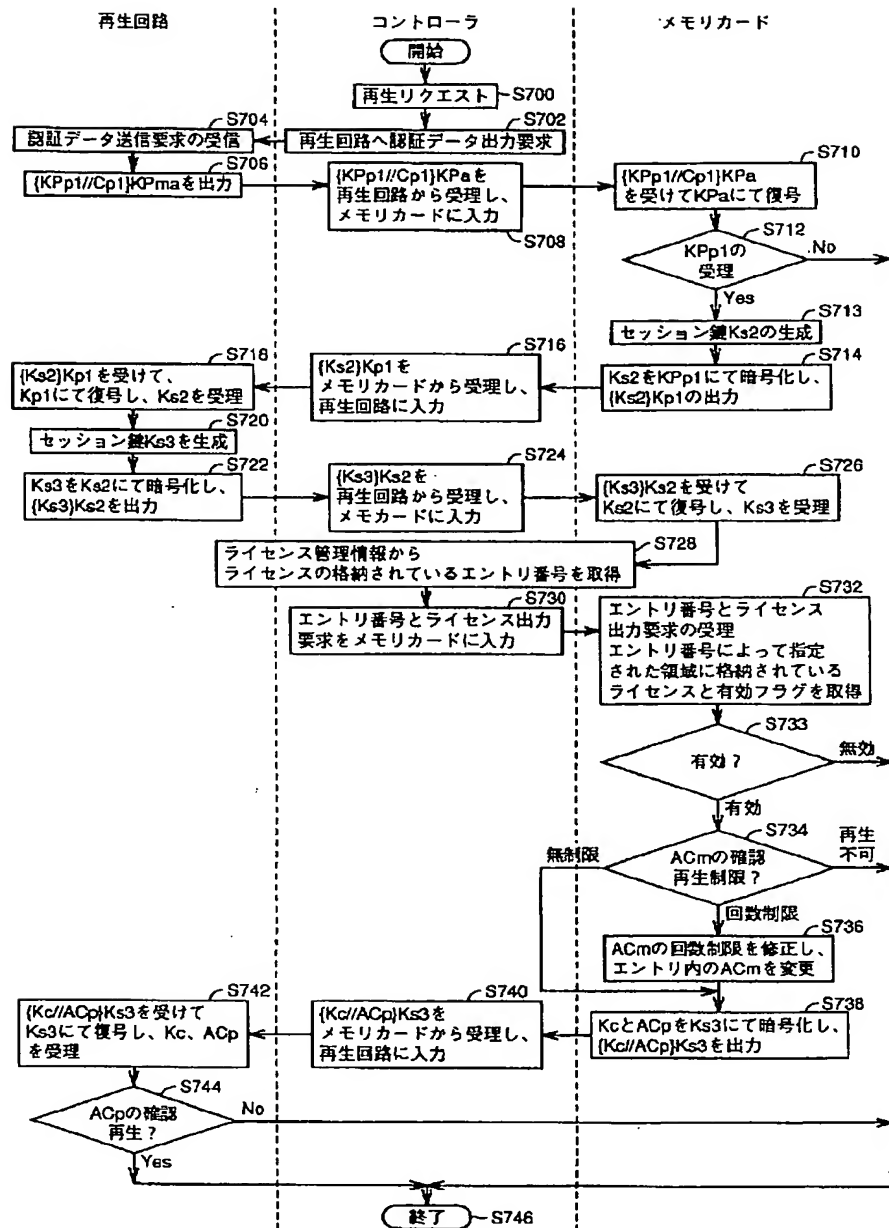 再生回路
コントローラ
メモリカード
開始
再生リクエスト
S700
S704
S702
認証データ送信要求の受信
再生回路へ認証データ出力要求
S706
{KPp1//Cp1}KPmaを出力
{KPp1//Cp1}KPaを
再生回路から受理し、
メモリカードに入力
S708
S710
{KPp1//Cp1}KPa
を受けてKPaにて復号
S712
KPp1の
受理
No
Yes
S713
セッション鍵Ks2の生成
S714
Ks2をKPp1にて暗号化し、
{Ks2}Kp1の出力
S716
{Ks2}Kp1を
メモリカードから受理し、
再生回路に入力
S718
{Ks2}Kp1を受けて、
Kp1にて復号し、Ks2を受理
S720
セッション鍵Ks3を生成
S722
Ks3をKs2にて暗号化し、
{Ks3}Ks2を出力
S724
{Ks3}Ks2を
再生回路から受理し、
メモリカードに入力
S726
{Ks3}Ks2を受けて
Ks2にて復号し、Ks3を受理
S728
ライセンス管理情報から
ライセンスの格納されているエントリ番号を取得
S730
エントリ番号とライセンス出力
要求をメモリカードに入力
S732
エントリ番号とライセンス
出力要求の受理
エントリ番号によって指定
された領域に格納されている
ライセンスと有効フラグを取得
S733
有効？
無効
有効
S734
無制限
ACmの確認
再生制限？
再生
不可
回数制限
S736
ACmの回数制限を修正し、
エントリ内のACmを変更
S738
KcとACpをKs3にて暗号化し、
{Kc//ACp}Ks3を出力
S740
{Kc//ACp}Ks3を
メモリカードから受理し、
再生回路に入力
S742
{Kc//ACp}Ks3を受けて
Ks3にて復号し、Kc、ACp
を受理
S744
ACpの確認
再生？
No
Yes
終了
S746